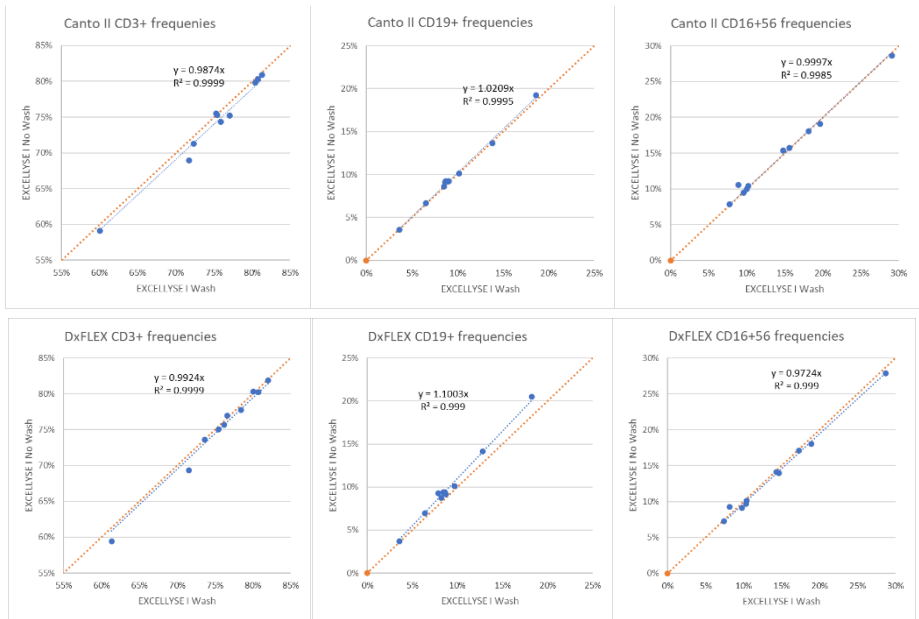 Canto II CD3+ frequenies
85%
80%
75%
70%
65%
60%
55%
55%
60%
65%
70%
75%
80%
85%
y = 0.9874x
R² = 0.9999
EXCELLYSE I No Wash
EXCELLYSE I Wash
Canto II CD19+ frequencies
25%
20%
15%
10%
5%
0%
0%
5%
10%
15%
20%
25%
y = 1.0209x
R² = 0.9995
EXCELLYSE I No Wash
EXCELLYSE I Wash
Canto II CD16+56 frequencies
30%
25%
20%
15%
10%
5%
0%
0%
5%
10%
15%
20%
25%
30%
y = 0.9997x
R² = 0.9985
EXCELLYSE I No Wash
EXCELLYSE I Wash
DxFLEX CD3+ frequencies
85%
80%
75%
70%
65%
60%
55%
55%
60%
65%
70%
75%
80%
85%
y = 0.9924x
R² = 0.9999
EXCELLYSE I No Wash
EXCELLYSE I Wash
DxFLEX CD19+ frequencies
25%
20%
15%
10%
5%
0%
0%
5%
10%
15%
20%
25%
y = 1.1003x
R² = 0.999
EXCELLYSE I No Wash
EXCELLYSE I Wash
DxFLEX CD16+56 frequencies
30%
25%
20%
15%
10%
5%
0%
0%
5%
10%
15%
20%
25%
30%
y = 0.9724x
R² = 0.999
EXCELLYSE I No Wash
EXCELLYSE I Wash